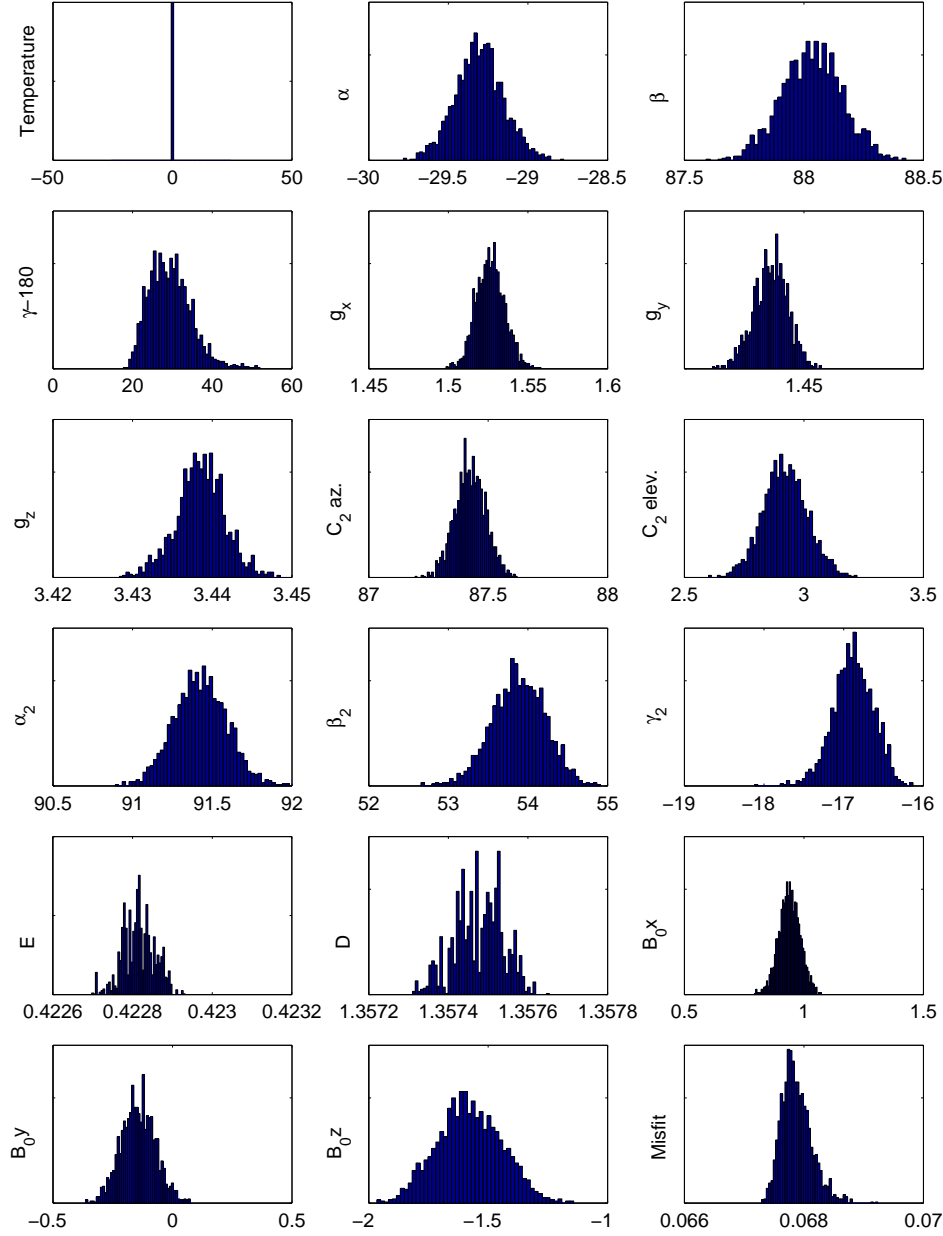 Temperature
−50 0 50
α
−30 −29.5 −29 −28.5
β
87.5 88 88.5
γ−180
0 20 40 60
g_x
1.45 1.5 1.55 1.6
g_y
1.45
g_z
3.42 3.43 3.44 3.45
C_2 az.
87 87.5 88
C_2 elev.
2.5 3 3.5
α_2
90.5 91 91.5 92
β_2
52 53 54 55
γ_2
−19 −18 −17 −16
E
0.4226 0.4228 0.423 0.4232
D
1.3572 1.3574 1.3576 1.3578
B_0x
0.5 1 1.5
B_0y
−0.5 0 0.5
B_0z
−2 −1.5 −1
Misfit
0.066 0.068 0.07